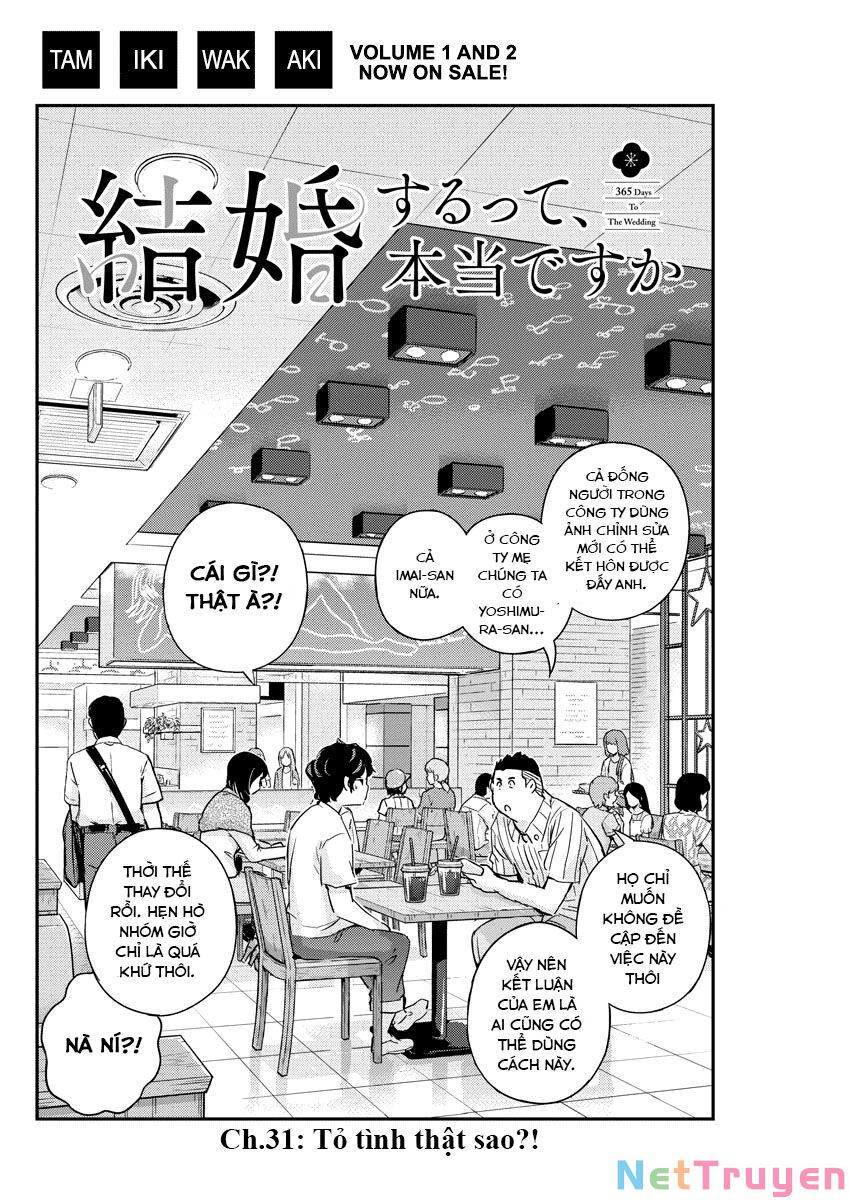 TAM IKI WAK AKI
VOLUME 1 AND 2
NOW ON SALE!
結婚するって、
本当ですか
365 Days
To
The Wedding
CẢ ĐỐNG
NGƯỜI TRONG
CÔNG TY DÙNG
ẢNH CHỈNH SỬA
MỚI CÓ THỂ
KẾT HÔN ĐƯỢC
ĐẤY ANH.
Ở CÔNG
TY MẸ
CHÚNG TA
CÓ
YOSHIMU-
RA-SAN...
CẢ
IMAI-SAN
NỮA.
CÁI GÌ?!
THẬT À?!
HỌ CHỈ
MUỐN
KHÔNG ĐỀ
CẬP ĐẾN
VIỆC NÀY
THÔI
VẬY NÊN
KẾT LUẬN
CỦA EM LÀ
AI CŨNG CÓ
THỂ DÙNG
CÁCH NÀY.
THỜI THẾ
THAY ĐỔI
RỒI. HẸN HÒ
NHÓM GIỜ
CHỈ LÀ QUÁ
KHỨ THÔI.
NÀ NÍ?!
Ch.31: Tỏ tình thật sao?!
NetTruyen